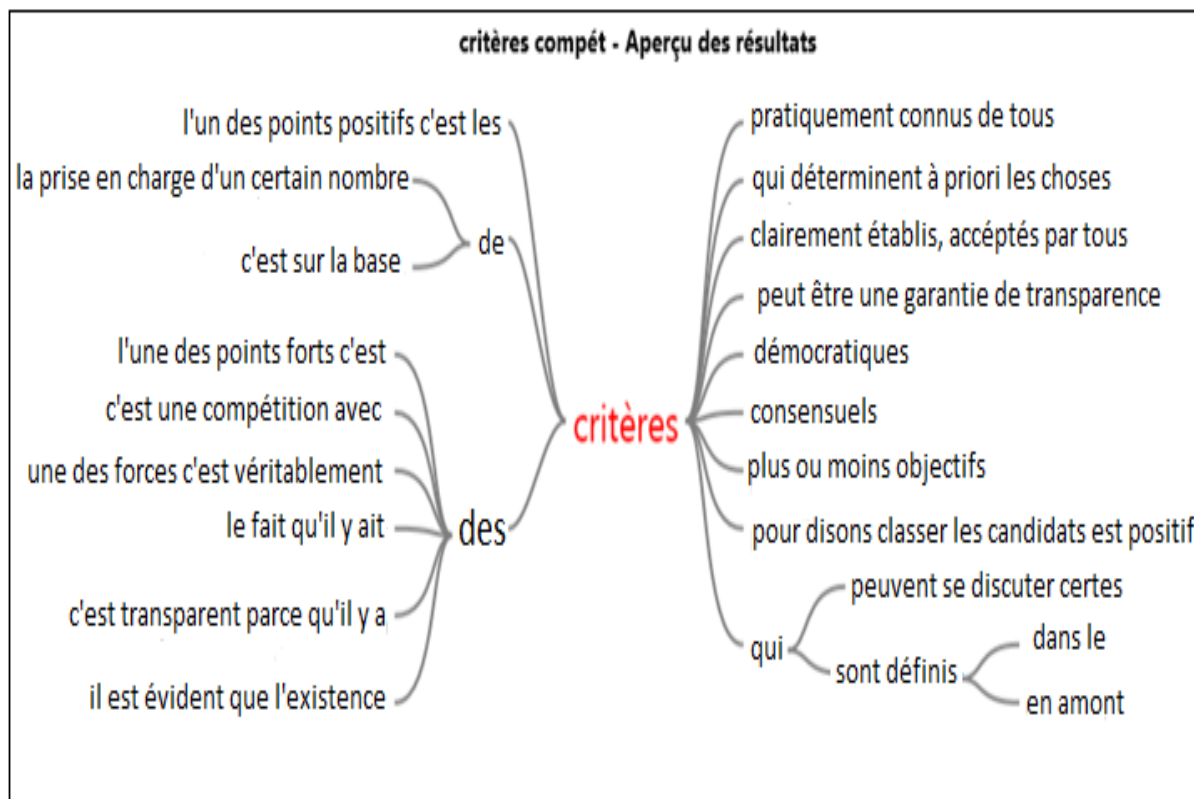 critères compét - Aperçu des résultats
l'un des points positifs c'est les
la prise en charge d'un certain nombre
de
c'est sur la base
l'une des points forts c'est
c'est une compétition avec
une des forces c'est véritablement
des
le fait qu'il y ait
c'est transparent parce qu'il y a
il est évident que l'existence
critères
pratiquement connus de tous
qui déterminent à priori les choses
clairement établis, accéptés par tous
peut être une garantie de transparence
démocratiques
consensuels
plus ou moins objectifs
pour disons classer les candidats est positif
qui
peuvent se discuter certes
sont définis
dans le
en amont